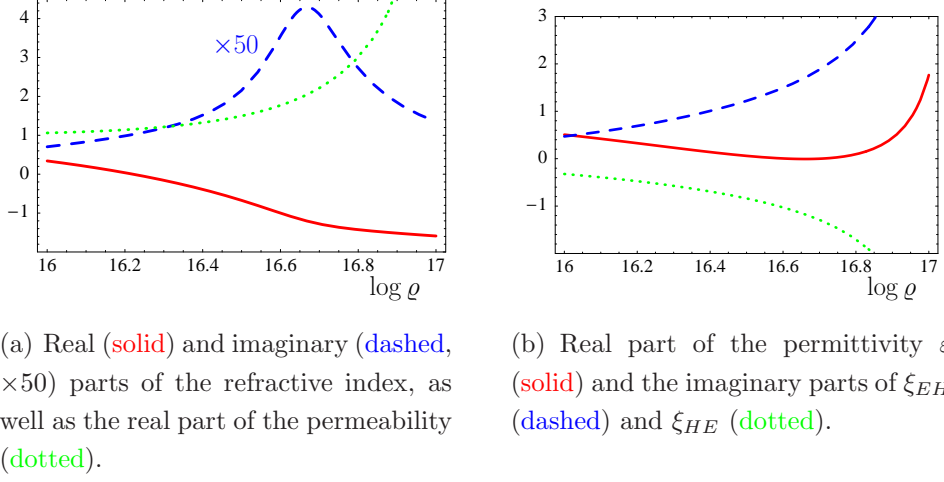 4
3
2
1
0
−1
×50
16 16.2 16.4 16.6 16.8 17
log ϱ
3
2
1
0
−1
16 16.2 16.4 16.6 16.8 17
log ϱ
(a) Real (solid) and imaginary (dashed,
×50) parts of the refractive index, as
well as the real part of the permeability
(dotted).
(b) Real part of the permittivity ε
(solid) and the imaginary parts of ξ_EH
(dashed) and ξ_HE (dotted).